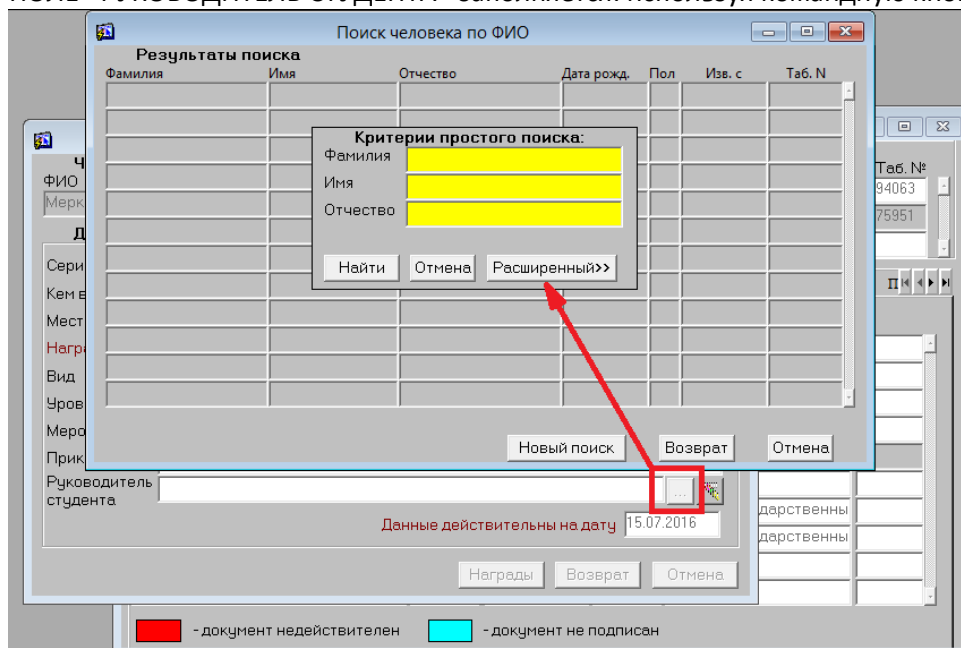 Поиск человека по ФИО
Результаты поиска
Фамилия Имя Отчество Дата рожд. Пол Изв. с Таб. N
Критерии простого поиска:
Фамилия
Имя
Отчество
Найти Отмена Расширенный>>
Новый поиск Возврат Отмена
ФИО
Таб. №
Мерк
94063
75951
Д
Сери
Кем в
Мест
Награ
Вид
Уров
Меро
Прик
Руководитель ...
студента
Данные действительны на дату 15.07.2016
дарственны
дарственны
Награды Возврат Отмена
- документ недействителен - документ не подписан